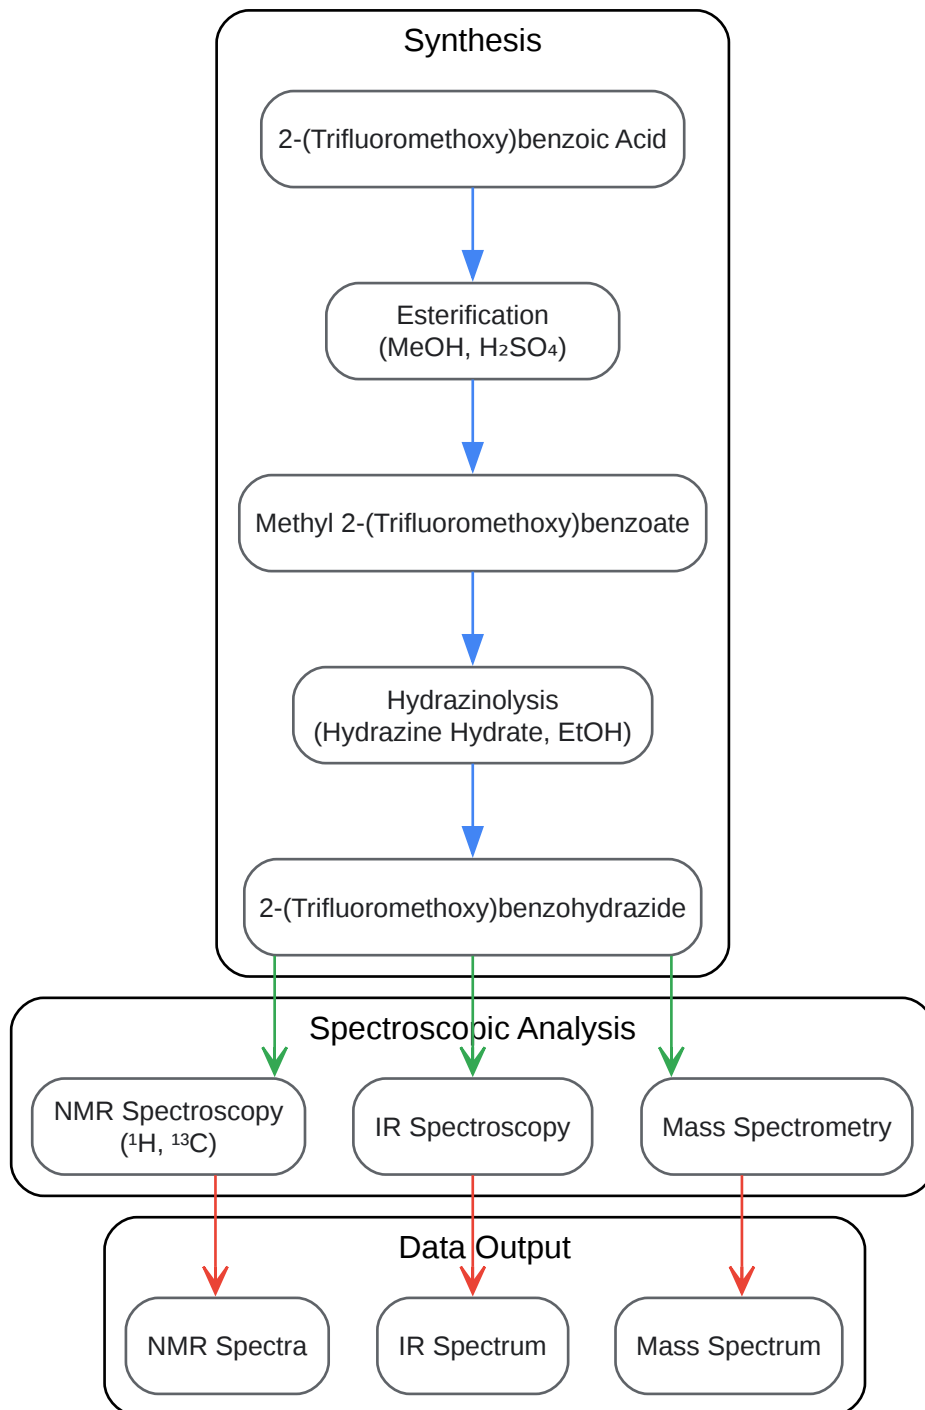 Synthesis
2-(Trifluoromethoxy)benzoic Acid
Esterification
(MeOH, H₂SO₄)
Methyl 2-(Trifluoromethoxy)benzoate
Hydrazinolysis
(Hydrazine Hydrate, EtOH)
2-(Trifluoromethoxy)benzohydrazide
Spectroscopic Analysis
NMR Spectroscopy
(¹H, ¹³C)
IR Spectroscopy
Mass Spectrometry
Data Output
NMR Spectra
IR Spectrum
Mass Spectrum